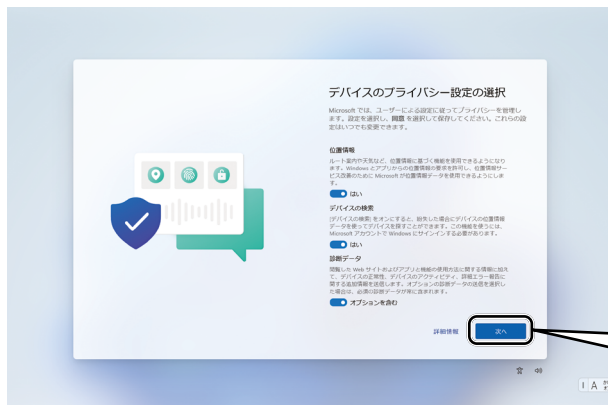 デバイスのプライバシー設定の選択
Microsoft では、ユーザーによる設定に従ってプライバシーを管理し
ます。設定を選択し、同意 を選択して保存してください。これらの設
定はいつでも変更できます。
位置情報
ルート案内や天気など、位置情報に基づく機能を使用できるようになり
ます。Windows とアプリからの位置情報の要求を許可し、位置情報サー
ビス改善のために Microsoft が位置情報データを使用できるようにしま
す。
はい
デバイスの検索
[デバイスの検索] をオンにすると、紛失した場合にデバイスの位置情報
データを使ってデバイスを探すことができます。この機能を使うには、
Microsoft アカウントで Windows にサインインする必要があります。
はい
診断データ
閲覧した Web サイトおよびアプリと機能の使用方法に関する情報に加え
て、デバイスの正常性、デバイスのアクティビティ、詳細エラー報告に
関する追加情報を送信します。オプションの診断データの送信を選択し
た場合は、必須の診断データが常に含まれます。
オプションを含む
詳細情報
次へ
A